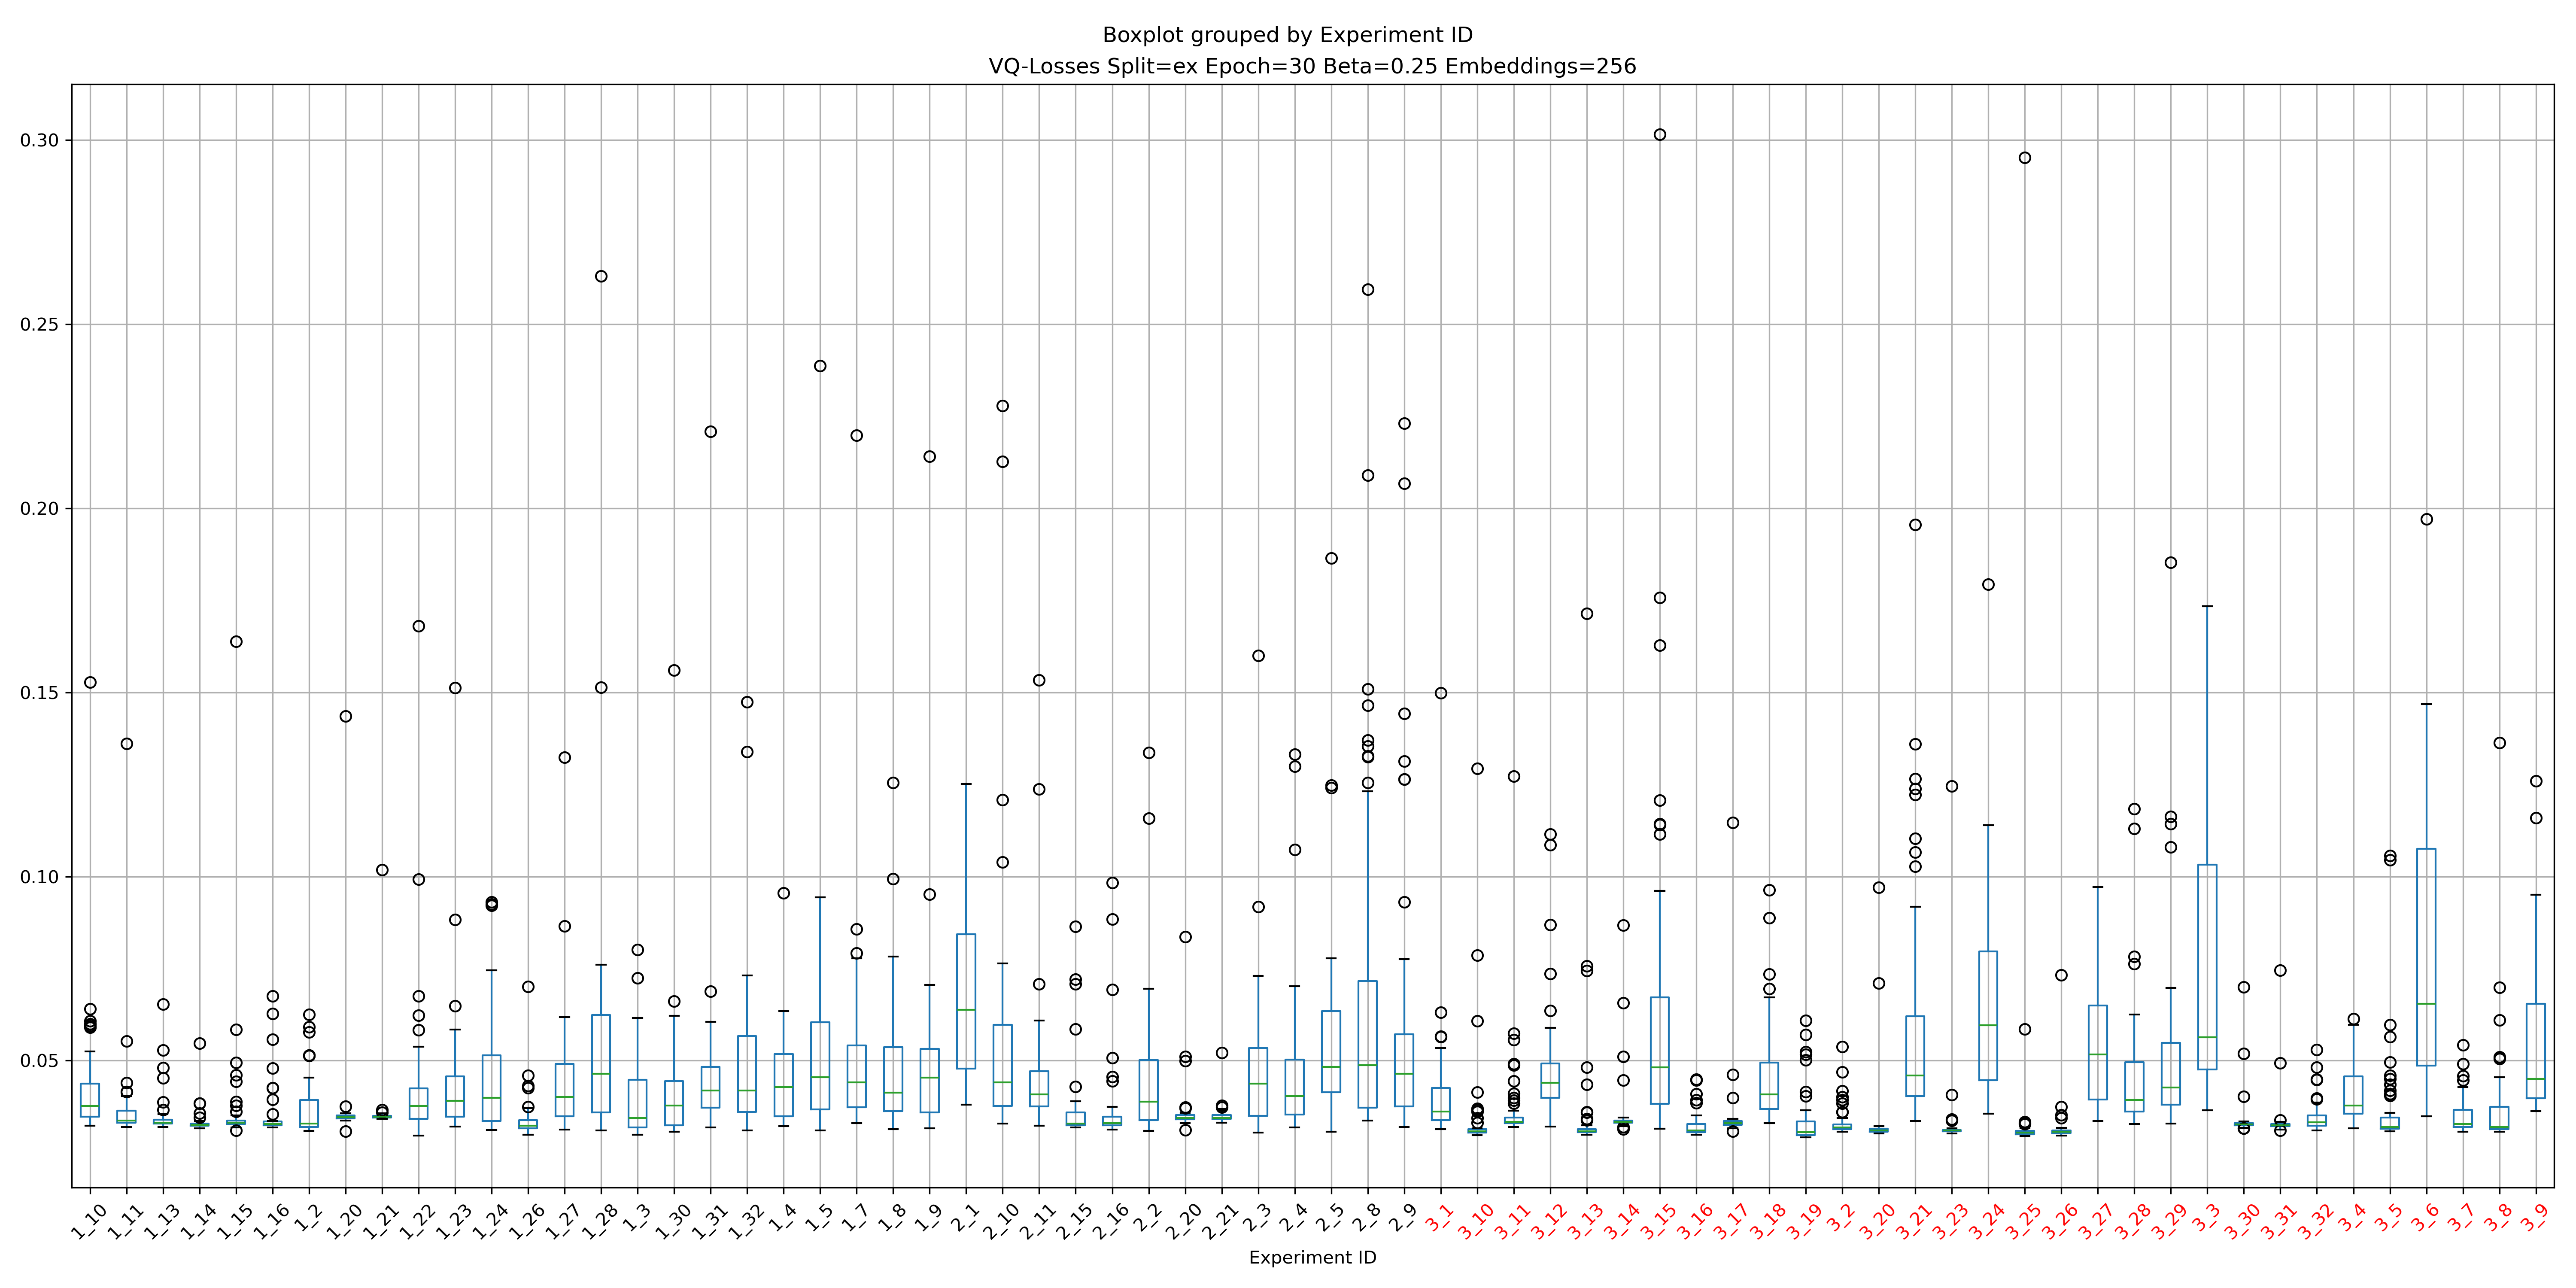 Boxplot grouped by Experiment ID
VQ-Losses Split=ex Epoch=30 Beta=0.25 Embeddings=256
0.30
0.25
0.20
0.15
0.10
0.05
1_10 1_11 1_13 1_14 1_15 1_16 1_2 1_20 1_21 1_22 1_23 1_24 1_26 1_27 1_28 1_3 1_30 1_31 1_32 1_4 1_5 1_7 1_8 1_9 2_1 2_10 2_11 2_15 2_16 2_2 2_20 2_21 2_3 2_4 2_5 2_8 2_9 3_1 3_10 3_11 3_12 3_13 3_14 3_15 3_16 3_17 3_18 3_19 3_2 3_20 3_21 3_23 3_24 3_25 3_26 3_27 3_28 3_29 3_3 3_30 3_31 3_32 3_4 3_5 3_6 3_7 3_8 3_9
Experiment ID